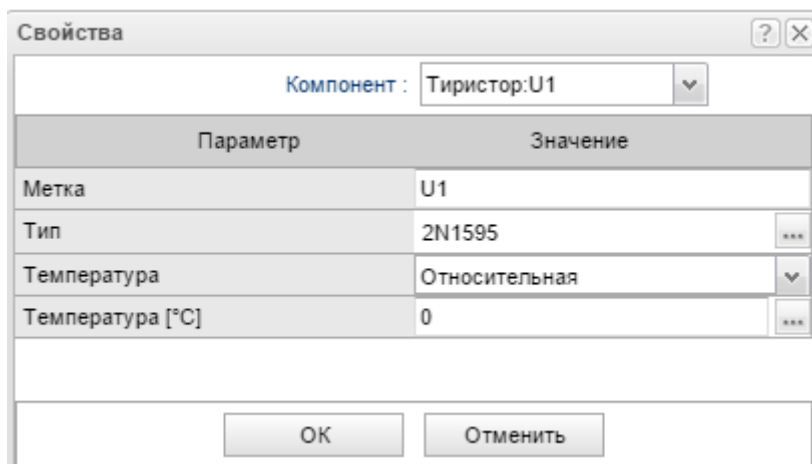 Свойства
?
Компонент : Тиристор:U1
Параметр Значение
Метка U1
Тип 2N1595 ...
Температура Относительная
Температура [°C] 0 ...
OK Отменить